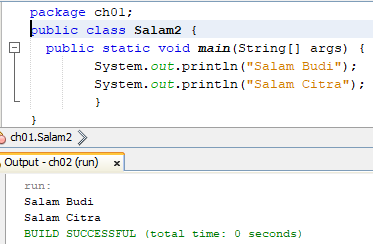 package ch01;
public class Salam2 {
public static void main(String[] args) {
System.out.println("Salam Budi");
System.out.println("Salam Citra");
}
}
ch01.Salam2
Output - ch02 (run) x
run:
Salam Budi
Salam Citra
BUILD SUCCESSFUL (total time: 0 seconds)